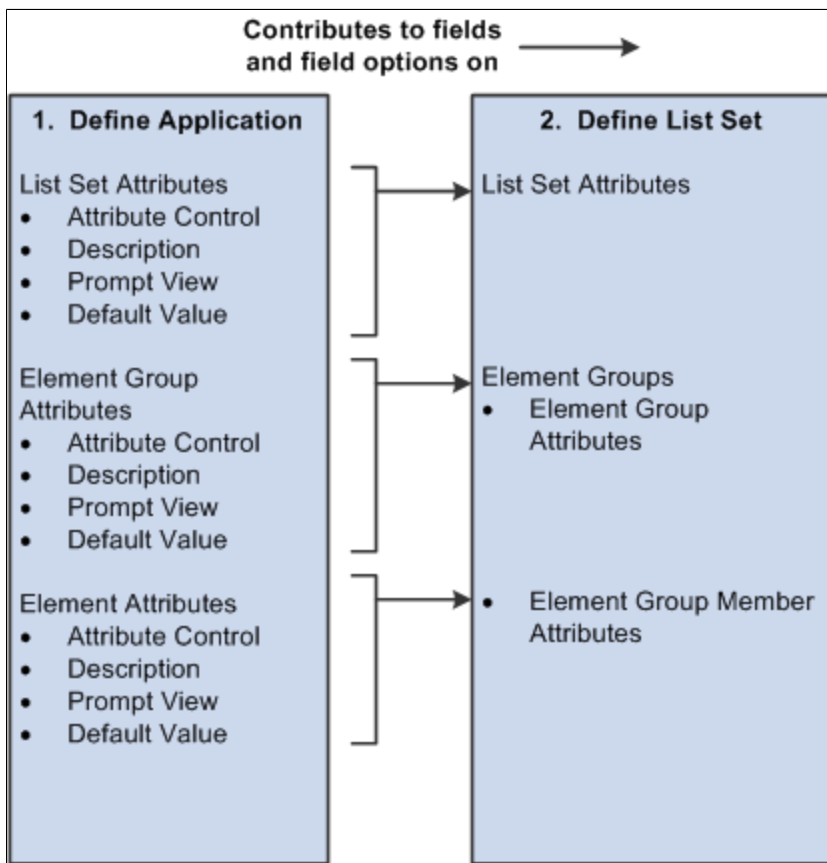 Contributes to fields
and field options on
1. Define Application
List Set Attributes
• Attribute Control
• Description
• Prompt View
• Default Value
Element Group
Attributes
• Attribute Control
• Description
• Prompt View
• Default Value
Element Attributes
• Attribute Control
• Description
• Prompt View
• Default Value
2. Define List Set
List Set Attributes
Element Groups
• Element Group
Attributes
• Element Group Member
Attributes